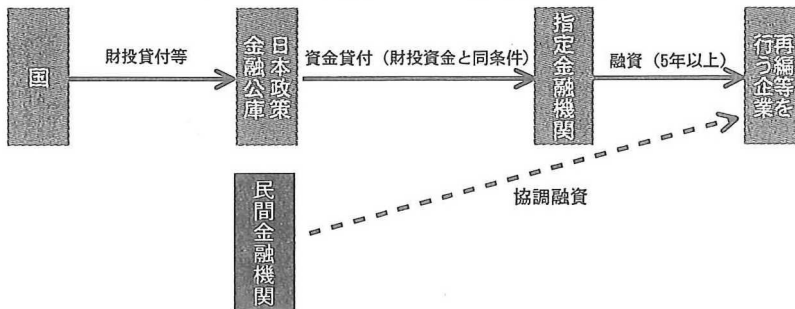 国
財投貸付等
日本政策
金融公庫
資金貸付（財投資金と同条件）
指定金融機関
融資（5年以上）
再編等を
行う企業
民間金融機関
協調融資